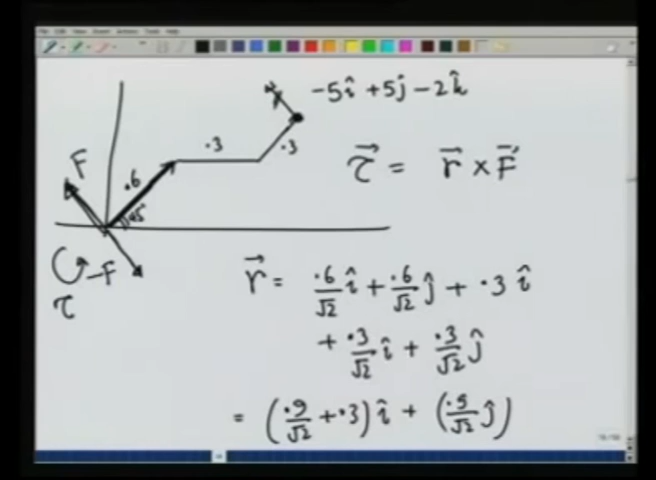 -5î + 5ĵ - 2k̂
.3
.3
F
.6
45°
τ⃗ = r⃗ × F⃗
-F
τ
r⃗ = .6/√2 î + .6/√2 ĵ + .3 î
+ .3/√2 î + .3/√2 ĵ
= (.9/√2 + .3) î + (.9/√2 ĵ)